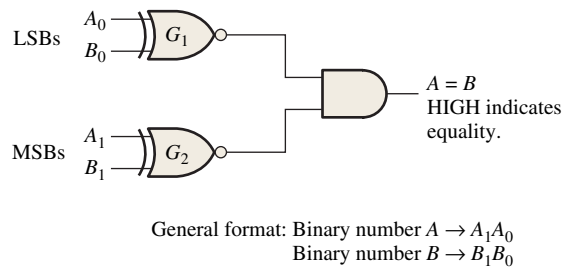 LSBs
A₀
B₀
G₁
A = B
HIGH indicates
equality.
MSBs
A₁
B₁
G₂
General format: Binary number A → A₁A₀
Binary number B → B₁B₀